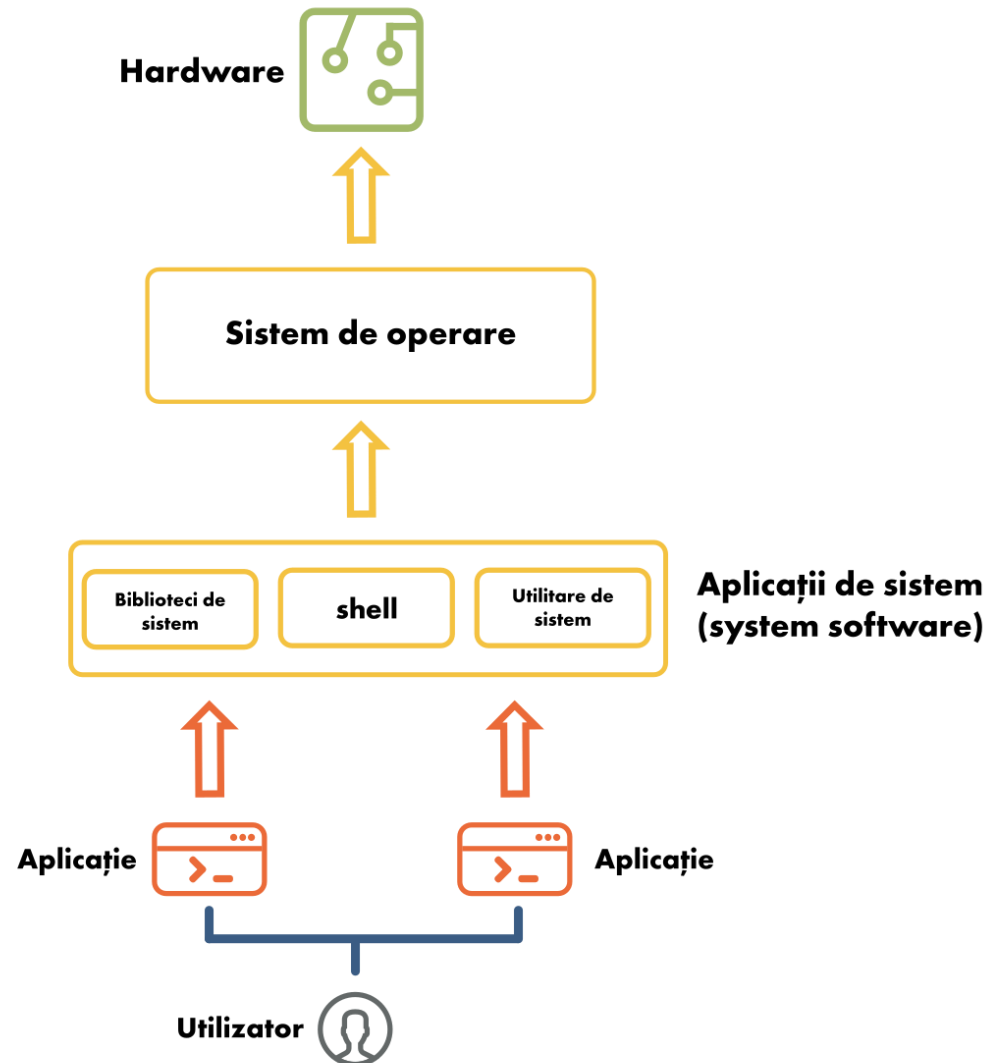 Hardware
Sistem de operare
Biblioteci de
sistem
shell
Utilitare de
sistem
Aplicații de sistem
(system software)
Aplicație
Aplicație
Utilizator